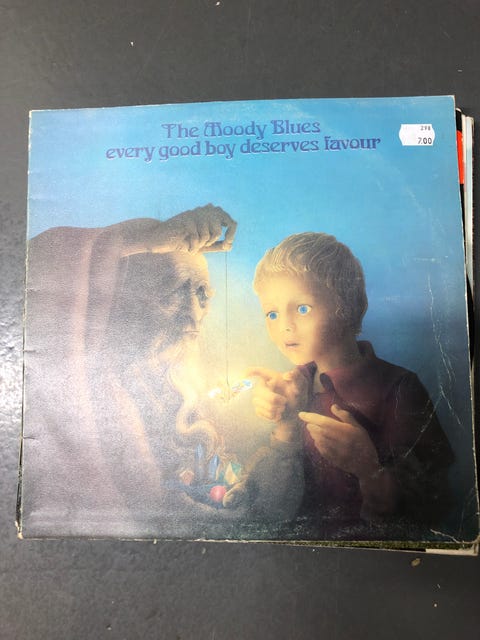 The Moody Blues
every good boy deserves favour
298
7.00